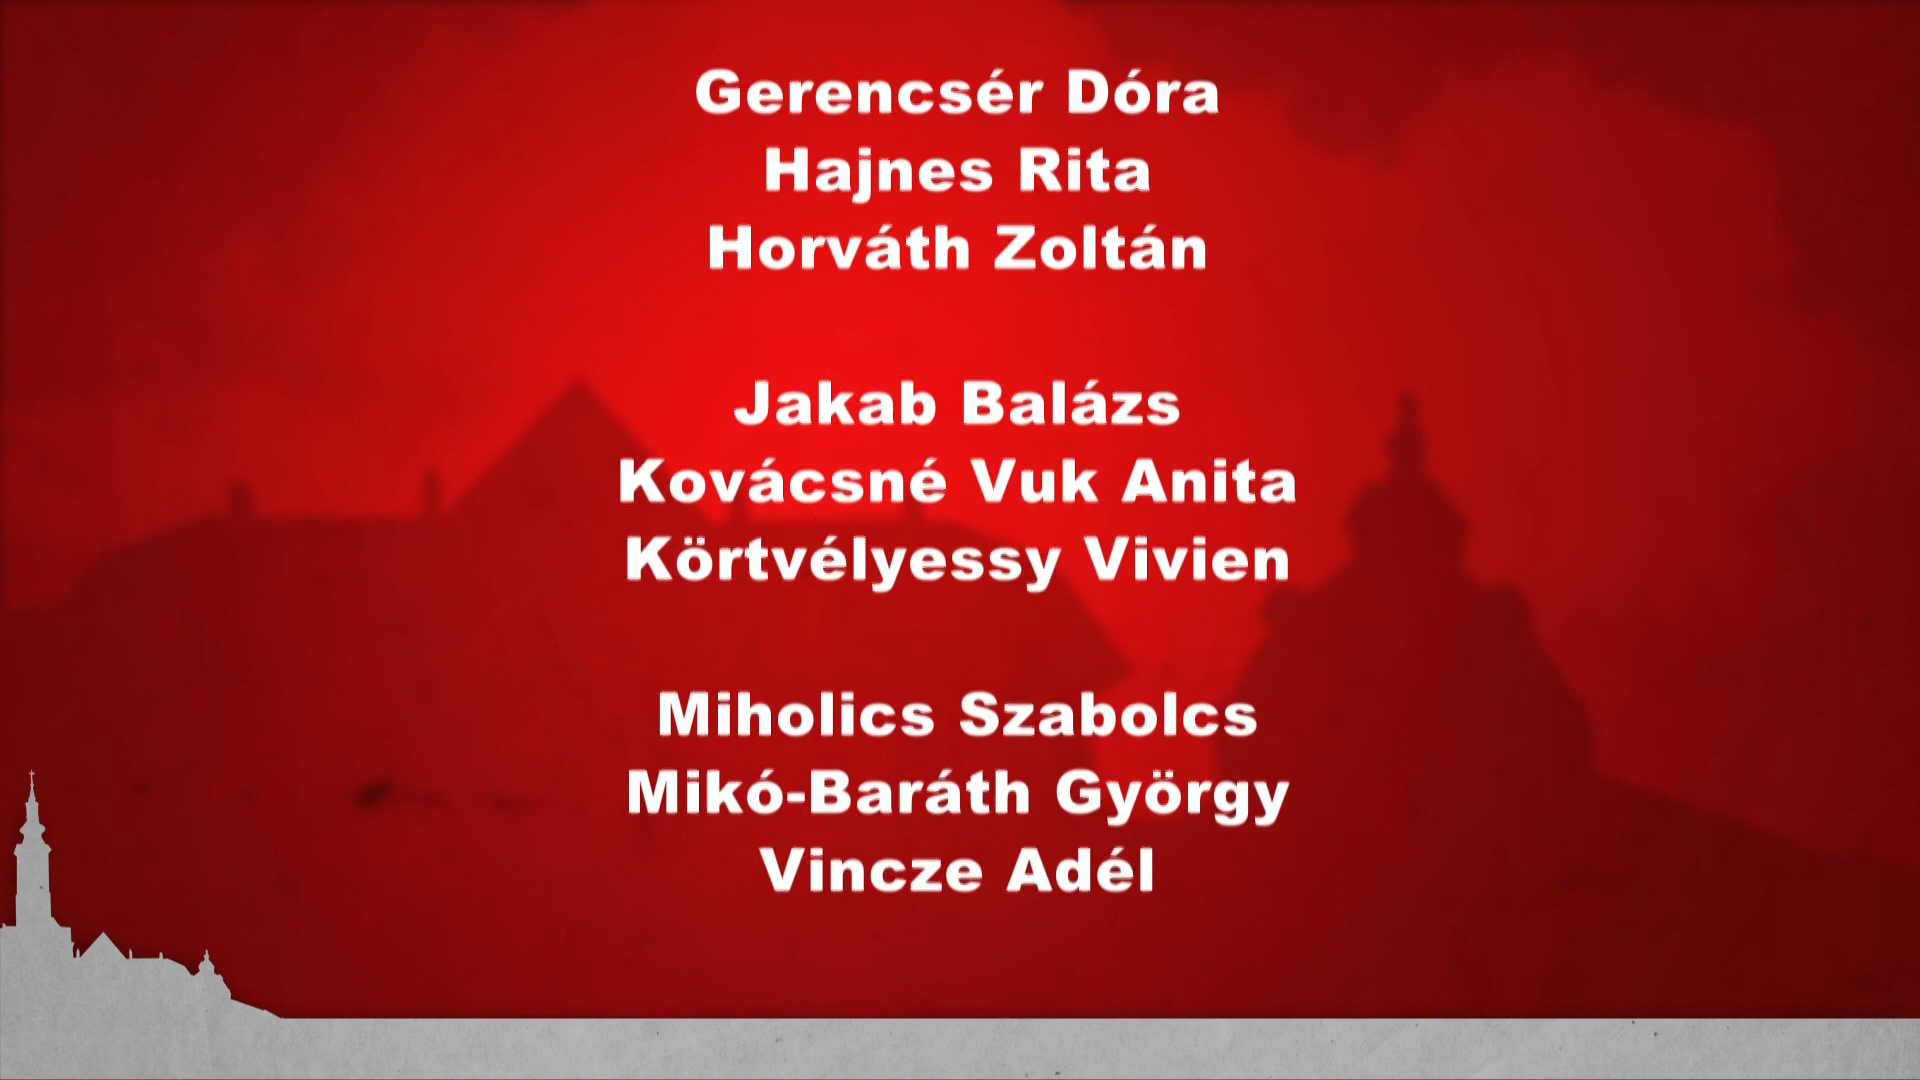 Gerencsér Dóra
Hajnes Rita
Horváth Zoltán
Jakab Balázs
Kovácsné Vuk Anita
Körtvélyessy Vivien
Miholics Szabolcs
Mikó-Baráth György
Vincze Adél